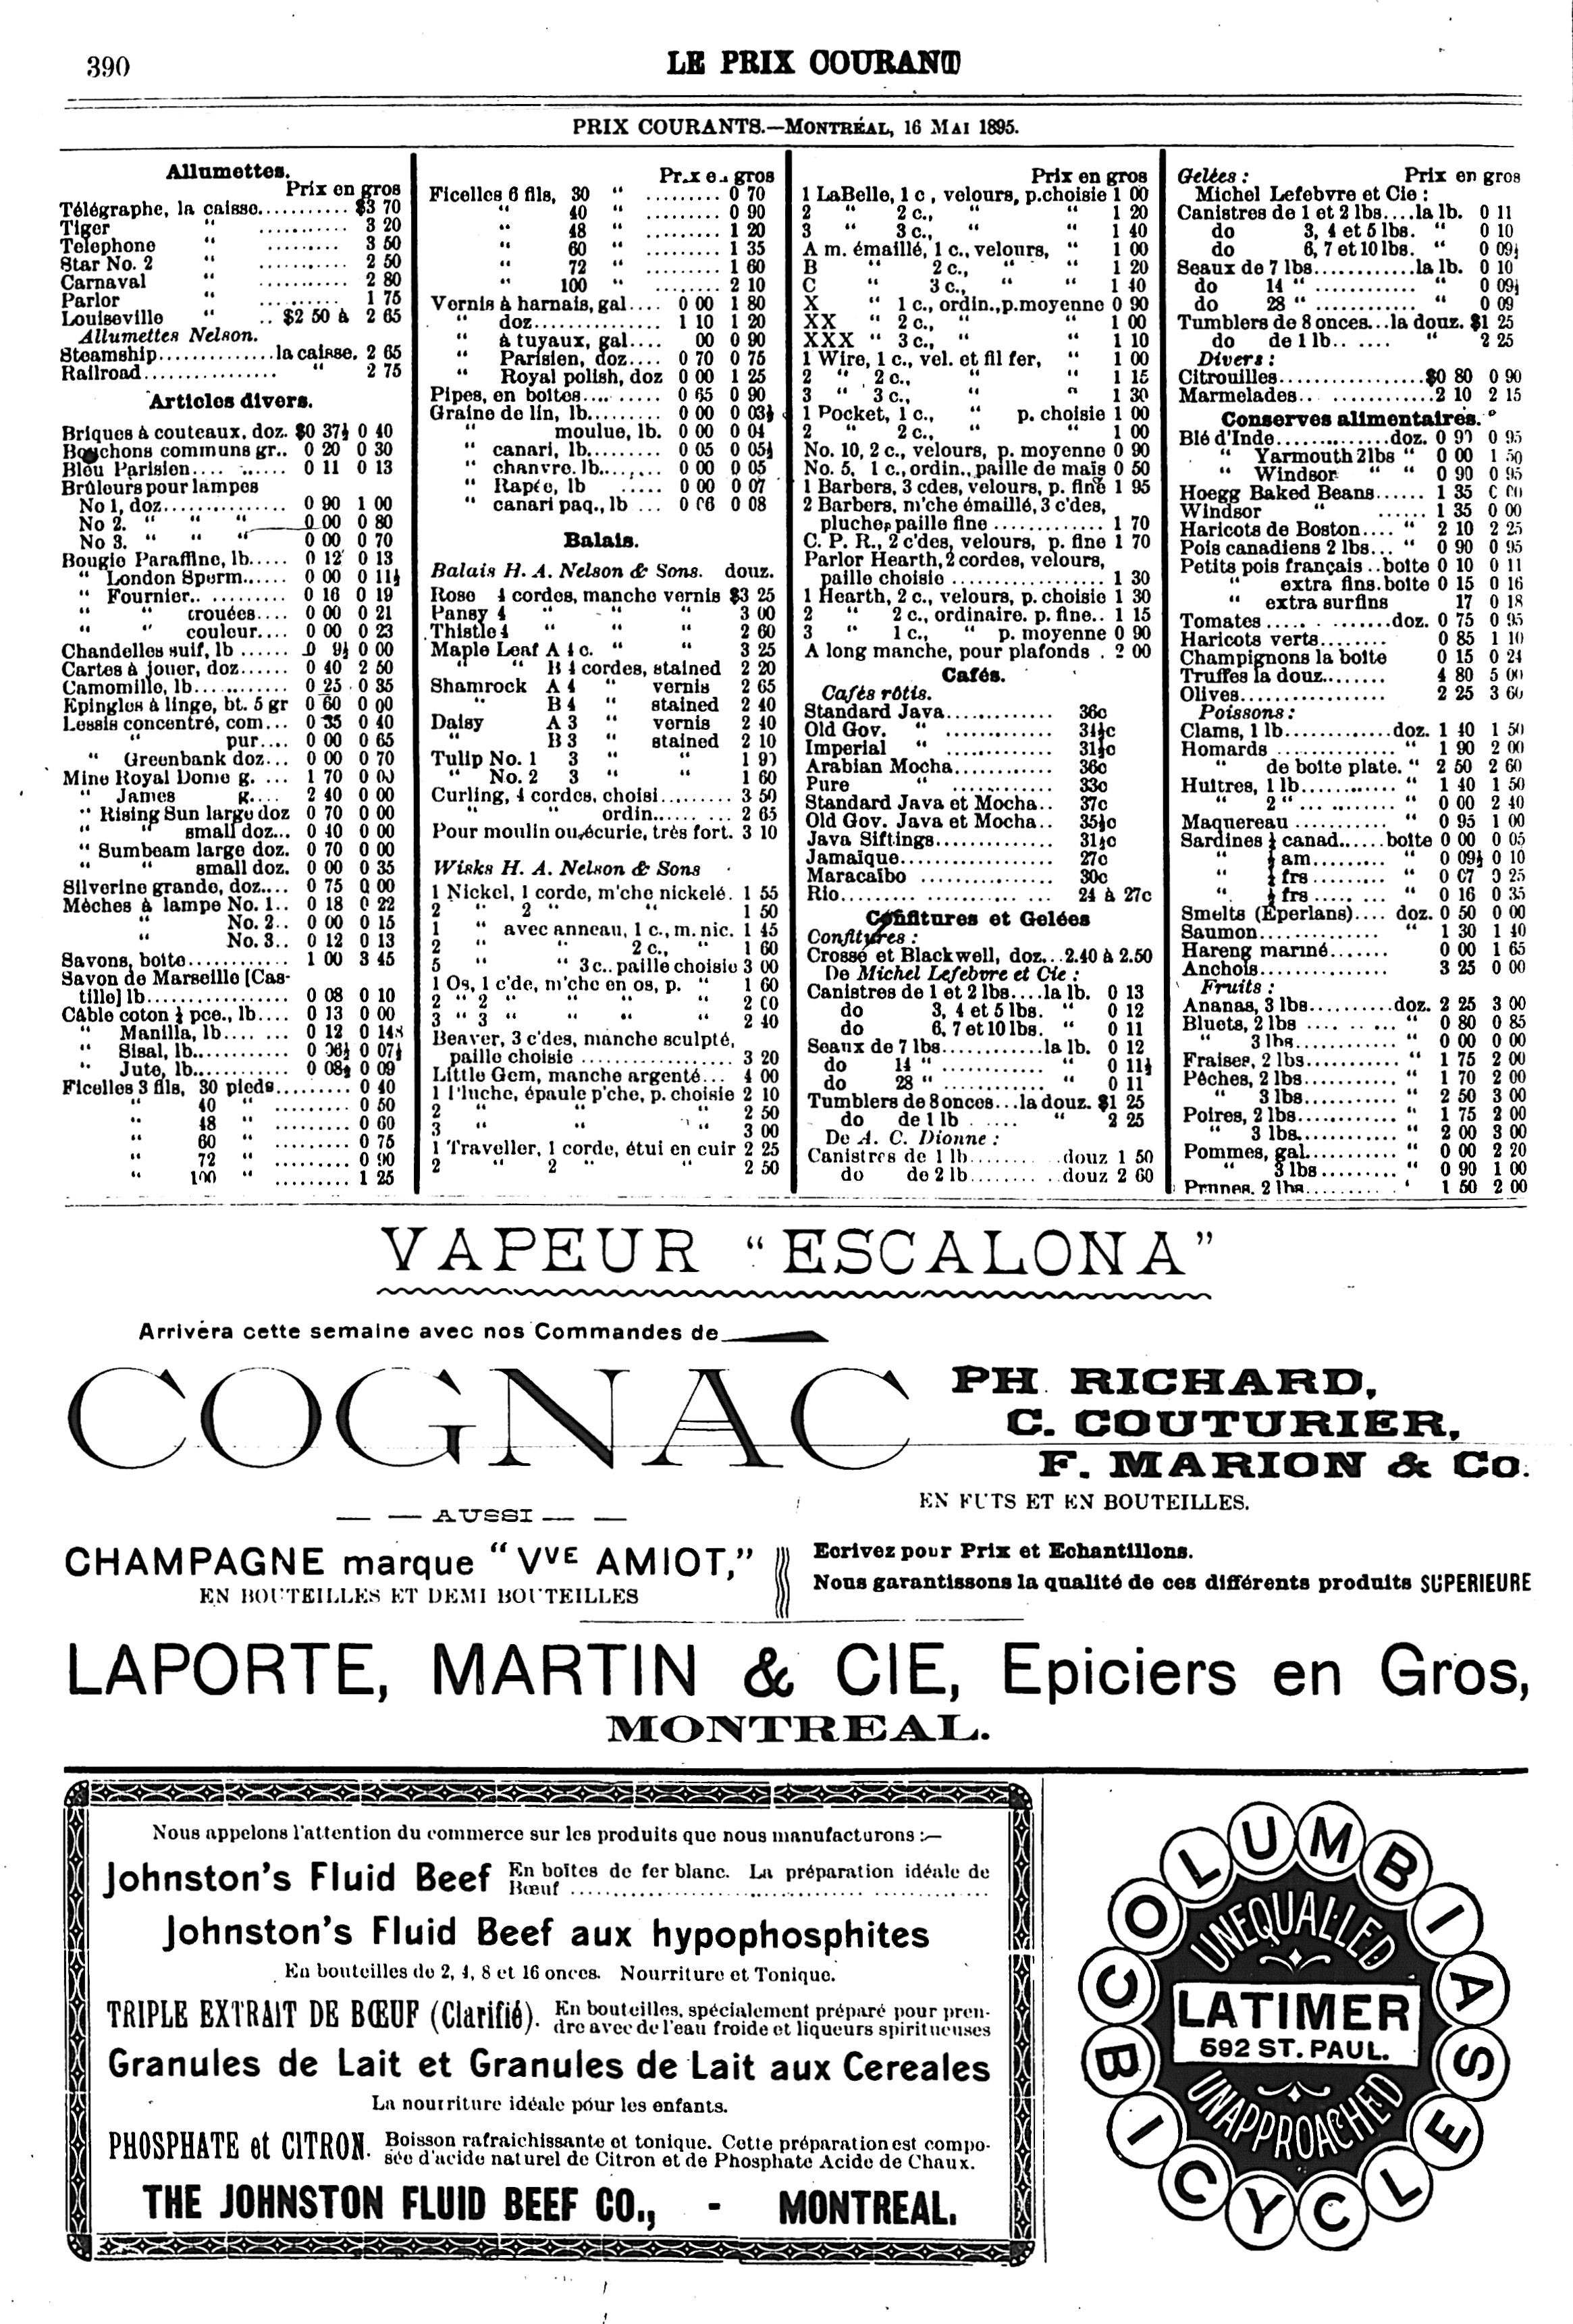 390
LE PRIX COURANT
PRIX COURANTS.—MONTRÉAL, 16 MAI 1895.
Allumettes.
Prix en gros
Télégraphe, la caisse........... $3 70
Tiger " ........... 3 20
Telephone " ......... 3 50
Star No. 2 " ........... 2 50
Carnaval " ........... 2 80
Parlor " ......... 1 75
Louiseville " .. $2 50 à 2 65
Allumettes Nelson.
Steamship..............la caisse. 2 65
Railroad................ " 2 75
Articles divers.
Briques à couteaux, doz. $0 37½ 0 40
Bouchons communs gr.. 0 20 0 30
Bleu Parisien.......... 0 11 0 13
Brûleurs pour lampes
No 1, doz............... 0 90 1 00
No 2. " " " 0 00 0 80
No 3. " " " 0 00 0 70
Bougie Paraffine, lb..... 0 12 0 13
" London Sperm...... 0 00 0 11½
" Fournier........... 0 16 0 19
" " crouées.... 0 00 0 21
" " couleur.... 0 00 0 23
Chandelles suif, lb ...... 0 9½ 0 00
Cartes à jouer, doz...... 0 40 2 50
Camomille, lb........... 0 25 0 35
Epingles à linge, bt. 5 gr 0 60 0 00
Lessis concentré, com... 0 35 0 40
" pur.... 0 00 0 65
" Greenbank doz... 0 00 0 70
Mine Royal Dome g. ... 1 70 0 00
" James g.... 2 40 0 00
" Rising Sun large doz 0 70 0 00
" " small doz... 0 40 0 00
" Sumbeam large doz. 0 70 0 00
" " small doz. 0 00 0 35
Silverine grande, doz.... 0 75 0 00
Mèches à lampe No. 1.. 0 18 0 22
" No. 2.. 0 00 0 15
" No. 3.. 0 12 0 13
Savons, boite............ 1 00 3 45
Savon de Marseille [Cas-
tille] lb................. 0 08 0 10
Câble coton ½ pce., lb.... 0 13 0 00
" Manilla, lb........ 0 12 0 14
" Sisal, lb........... 0 06½ 0 07½
" Jute, lb........... 0 08½ 0 09
Ficelles 3 fils, 30 pieds......... 0 40
" 40 " ......... 0 50
" 48 " ......... 0 60
" 60 " ......... 0 75
" 72 " ......... 0 90
" 100 " ......... 1 25
Prix en gros
Ficelles 6 fils, 30 " ......... 0 70
" 40 " ......... 0 90
" 48 " ......... 1 20
" 60 " ......... 1 35
" 72 " ......... 1 60
" 100 " ........ 2 10
Vernis à harnais, gal.... 0 00 1 80
" doz............... 1 10 1 20
" à tuyaux, gal.... 00 0 90
" Parisien, doz.... 0 70 0 75
" Royal polish, doz 0 00 1 25
Pipes, en boites......... 0 65 0 90
Graine de lin, lb......... 0 00 0 03½
" moulue, lb. 0 00 0 04
" canari, lb......... 0 05 0 05½
" chanvre. lb....... 0 00 0 05
" Rapée, lb ..... 0 00 0 07
" canari paq., lb ... 0 06 0 08
Balais.
Balais H. A. Nelson & Sons. douz.
Rose 4 cordes, manche vernis $3 25
Pansy 4 " " " 3 00
Thistle 4 " " " 2 60
Maple Leaf A 4 c. " " 3 25
" " B 4 cordes, stained 2 20
Shamrock A 4 " vernis 2 65
" B 4 " stained 2 40
Daisy A 3 " vernis 2 40
" B 3 " stained 2 10
Tulip No. 1 3 " " 1 90
" No. 2 3 " " 1 60
Curling, 4 cordes, choisi......... 3 50
" " ordin......... 2 65
Pour moulin ou écurie, très fort. 3 10
Wisks H. A. Nelson & Sons
1 Nickel, 1 corde, m'che nickelé. 1 55
2 " 2 " " 1 50
1 " avec anneau, 1 c., m. nic. 1 45
2 " " 2 c., " 1 60
5 " " 3 c.. paille choisie 3 00
1 Os, 1 c'de, m'che en os, p. " 1 60
2 " 2 " " " " 2 00
3 " 3 " " " " 2 40
Beaver, 3 c'des, manche sculpté,
paille choisie ................. 3 20
Little Gem, manche argenté... 4 00
1 Pluche, épaule p'che, p. choisie 2 10
2 " " " 2 50
3 " " " 3 00
1 Traveller, 1 corde, étui en cuir 2 25
2 " 2 " " 2 50
Prix en gros
1 LaBelle, 1 c , velours, p.choisie 1 00
2 " 2 c., " " 1 20
3 " 3 c., " " 1 40
A m. émaillé, 1 c., velours, " 1 00
B " 2 c., " " 1 20
C " 3 c., " " 1 40
X " 1 c., ordin.,p.moyenne 0 90
XX " 2 c., " " 1 00
XXX " 3 c., " " 1 10
1 Wire, 1 c., vel. et fil fer, " 1 00
2 " 2 c., " " 1 15
3 " 3 c., " " 1 30
1 Pocket, 1 c., " p. choisie 1 00
2 " 2 c., " " 1 00
No. 10, 2 c., velours, p. moyenne 0 90
No. 5, 1 c., ordin., paille de maïs 0 50
1 Barbers, 3 cdes, velours, p. fine 1 95
2 Barbers, m'che émaillé, 3 c'des,
pluche, paille fine .............. 1 70
C. P. R., 2 c'des, velours, p. fine 1 70
Parlor Hearth, 2 cordes, velours,
paille choisie .................. 1 30
1 Hearth, 2 c., velours, p. choisie 1 30
2 " 2 c., ordinaire. p. fine.. 1 15
3 " 1 c., " p. moyenne 0 90
A long manche, pour plafonds . 2 00
Cafés.
Cafés rôtis.
Standard Java............. 36c
Old Gov. " ............. 34½c
Imperial " ............. 31½c
Arabian Mocha............ 36c
Pure " ............ 33c
Standard Java et Mocha.. 37c
Old Gov. Java et Mocha.. 35½c
Java Siftings............. 31½c
Jamaique................. 27c
Maracaïbo ............... 30c
Rio...................... 24 à 27c
Confitures et Gelées
Confitures :
Crosse et Blackwell, doz...2.40 à 2.50
De Michel Lefebvre et Cie :
Canistres de 1 et 2 lbs....la lb. 0 13
do 3, 4 et 5 lbs. " 0 12
do 6, 7 et 10 lbs. " 0 11
Seaux de 7 lbs............la lb. 0 12
do 14 " ............ " 0 11½
do 28 " ............ " 0 11
Tumblers de 8 onces...la douz. $1 25
do de 1 lb ...... " 2 25
De A. C. Dionne :
Canistres de 1 lb...........douz 1 50
do de 2 lb..........douz 2 60
Gelées : Prix en gros
Michel Lefebvre et Cie :
Canistres de 1 et 2 lbs....la lb. 0 11
do 3, 4 et 5 lbs. " 0 10
do 6, 7 et 10 lbs. " 0 09½
Seaux de 7 lbs............la lb. 0 10
do 14 " ............ " 0 09½
do 28 " ............ " 0 09
Tumblers de 8 onces...la douz. $1 25
do de 1 lb........ " 2 25
Divers :
Citrouilles..................$0 80 0 90
Marmelades................2 10 2 15
Conserves alimentaires.
Blé d'Inde..............doz. 0 90 0 95
" Yarmouth 2lbs " 0 00 1 50
" Windsor " " 0 90 0 95
Hoegg Baked Beans...... 1 35 0 00
Windsor " ...... 1 35 0 00
Haricots de Boston.... " 2 10 2 25
Pois canadiens 2 lbs... " 0 90 0 95
Petits pois français ..boite 0 10 0 11
" extra fins.boite 0 15 0 16
" extra surfins 17 0 18
Tomates ...............doz. 0 75 0 95
Haricots verts........ 0 85 1 10
Champignons la boite 0 15 0 24
Truffes la douz........ 4 80 5 00
Olives.................. 2 25 3 60
Poissons :
Clams, 1 lb..............doz. 1 40 1 50
Homards ............... " 1 90 2 00
" de boite plate. " 2 50 2 60
Huitres, 1 lb............ " 1 40 1 50
" 2 " ............ " 0 00 2 40
Maquereau ............ " 0 95 1 00
Sardines ¼ canad......boite 0 00 0 05
" ¼ am......... " 0 09½ 0 10
" ¼ frs ......... " 0 07 0 25
" ½ frs ......... " 0 16 0 35
Smelts (Eperlans).... doz. 0 50 0 00
Saumon................ " 1 30 1 40
Hareng mariné....... 0 00 1 65
Anchois................ 3 25 0 00
Fruits :
Ananas, 3 lbs..........doz. 2 25 3 00
Bluets, 2 lbs ........... " 0 80 0 85
" 3 lbs............ " 0 00 0 00
Fraises, 2 lbs........... " 1 75 2 00
Pêches, 2 lbs............ " 1 70 2 00
" 3 lbs............ " 2 50 3 00
Poires, 2 lbs............ " 1 75 2 00
" 3 lbs............ " 2 00 3 00
Pommes, gal............ " 0 00 2 20
" 3 lbs......... " 0 90 1 00
Prunes, 2 lbs........... ' 1 50 2 00
VAPEUR "ESCALONA"
Arrivera cette semaine avec nos Commandes de
COGNAC
PH. RICHARD,
C. COUTURIER,
F. MARION & Co.
EN FUTS ET EN BOUTEILLES.
— — AUSSI — —
CHAMPAGNE marque "VVE AMIOT,"
EN BOUTEILLES ET DEMI BOUTEILLES
Ecrivez pour Prix et Echantillons.
Nous garantissons la qualité de ces différents produits SUPERIEURE
LAPORTE, MARTIN & CIE, Epiciers en Gros,
MONTREAL.
Nous appelons l'attention du commerce sur les produits que nous manufacturons :—
Johnston's Fluid Beef En boîtes de fer blanc. La préparation idéale de
Bœuf
Johnston's Fluid Beef aux hypophosphites
En bouteilles de 2, 4, 8 et 16 onces. Nourriture et Tonique.
TRIPLE EXTRAIT DE BŒUF (Clarifié). En bouteilles, spécialement préparé pour pren-
dre avec de l'eau froide et liqueurs spiritueuses
Granules de Lait et Granules de Lait aux Cereales
La nourriture idéale pour les enfants.
PHOSPHATE et CITRON. Boisson rafraichissante et tonique. Cette préparation est compo-
sée d'acide naturel de Citron et de Phosphate Acide de Chaux.
THE JOHNSTON FLUID BEEF CO., - MONTREAL.
COLUMBIAS
UNEQUALLED
LATIMER
592 ST. PAUL.
UNAPPROACHED
BICYCLES